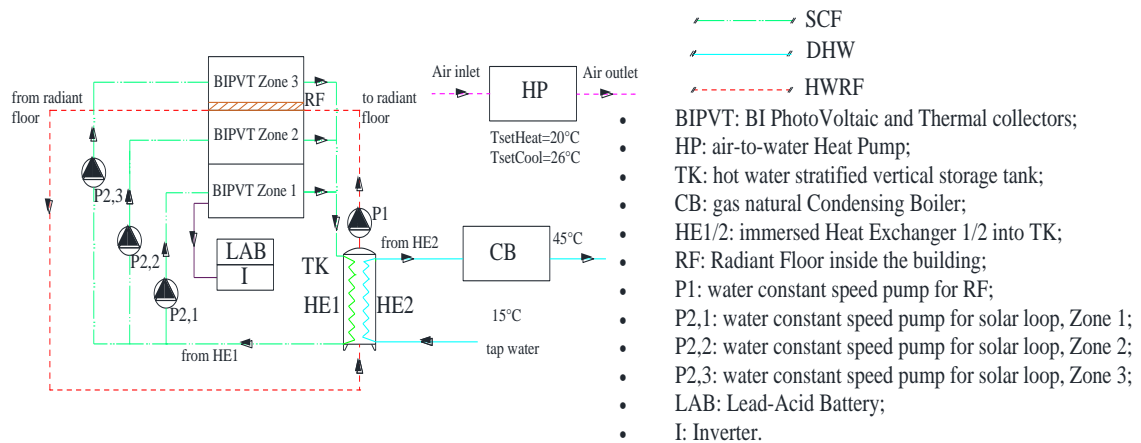 SCF
DHW
HWRF
BIPVT Zone 3
RF
BIPVT Zone 2
BIPVT Zone 1
from radiant
floor
to radiant
floor
Air inlet
HP
Air outlet
TsetHeat=20°C
TsetCool=26°C
P2,3
P2,2
P2,1
P1
LAB
I
TK
HE1
HE2
from HE2
CB
45°C
15°C
tap water
from HE1
• BIPVT: BI PhotoVoltaic and Thermal collectors;
• HP: air-to-water Heat Pump;
• TK: hot water stratified vertical storage tank;
• CB: gas natural Condensing Boiler;
• HE1/2: immersed Heat Exchanger 1/2 into TK;
• RF: Radiant Floor inside the building;
• P1: water constant speed pump for RF;
• P2,1: water constant speed pump for solar loop, Zone 1;
• P2,2: water constant speed pump for solar loop, Zone 2;
• P2,3: water constant speed pump for solar loop, Zone 3;
• LAB: Lead-Acid Battery;
• I: Inverter.